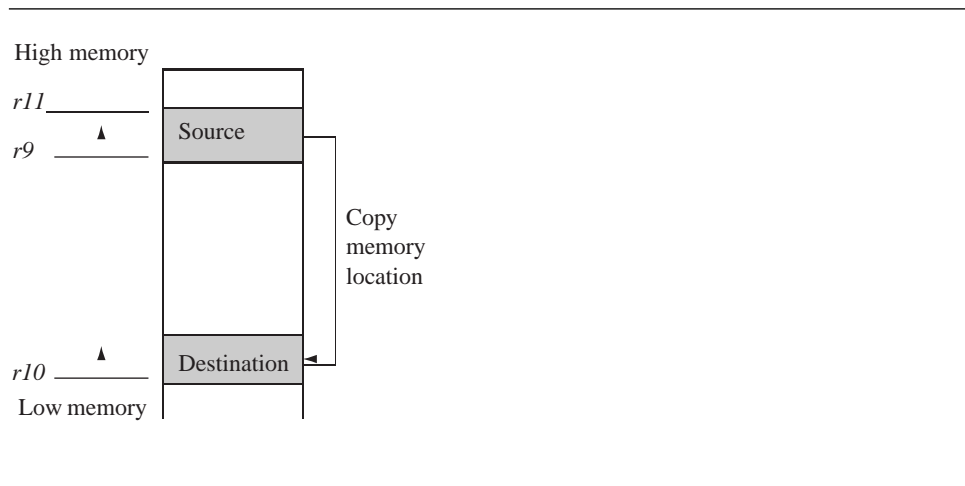 High memory
r11
Source
r9
Copy
memory
location
Destination
r10
Low memory